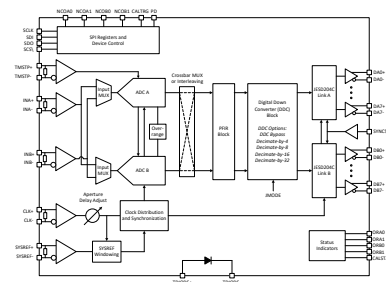 NCOA0 NCOA1 NCOB0 NCOB1 CALTRG PD
SCLK
SDI
SDO
SCS\
SPI Registers and
Device Control
TMSTP+
TMSTP-
INA+
INA-
INB+
INB-
CLK+
CLK-
SYSREF+
SYSREF-
Input
MUX
Input
MUX
ADC A
Over-
range
ADC B
Crossbar MUX
or Interleaving
PFIR
Block
Digital Down
Converter (DDC)
Block
DDC Options:
DDC Bypass
Decimate-by-4
Decimate-by-8
Decimate-by-16
Decimate-by-32
JMODE
JESD204C
Link A
JESD204C
Link B
DA0+
DA0-
DA7+
DA7-
DB0+
DB0-
DB7+
DB7-
Aperture
Delay Adjust
Clock Distribution
and Synchronization
SYSREF
Windowing
Status
Indicators
ORA0
ORA1
ORB0
ORB1